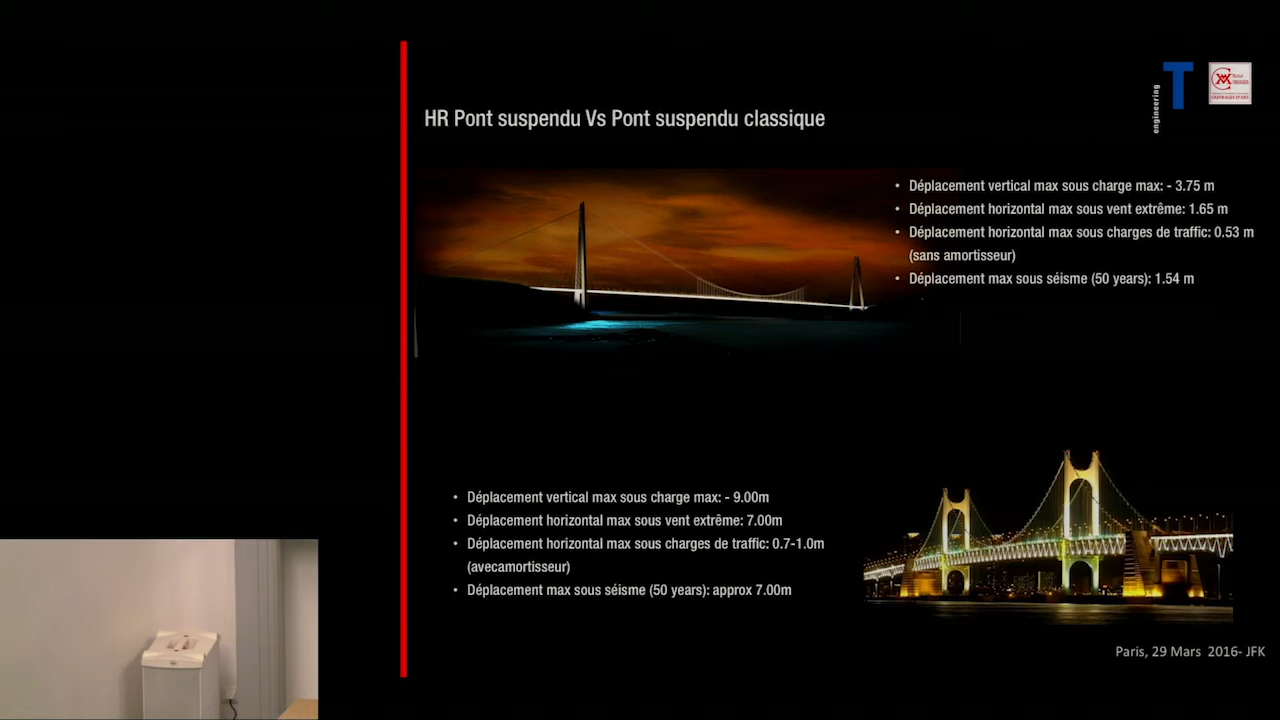 engineering
T
HR Pont suspendu Vs Pont suspendu classique
• Déplacement vertical max sous charge max: - 3.75 m
• Déplacement horizontal max sous vent extrême: 1.65 m
• Déplacement horizontal max sous charges de traffic: 0.53 m
(sans amortisseur)
• Déplacement max sous séisme (50 years): 1.54 m
• Déplacement vertical max sous charge max: - 9.00m
• Déplacement horizontal max sous vent extrême: 7.00m
• Déplacement horizontal max sous charges de traffic: 0.7-1.0m
(avecamortisseur)
• Déplacement max sous séisme (50 years): approx 7.00m
Paris, 29 Mars 2016- JFK